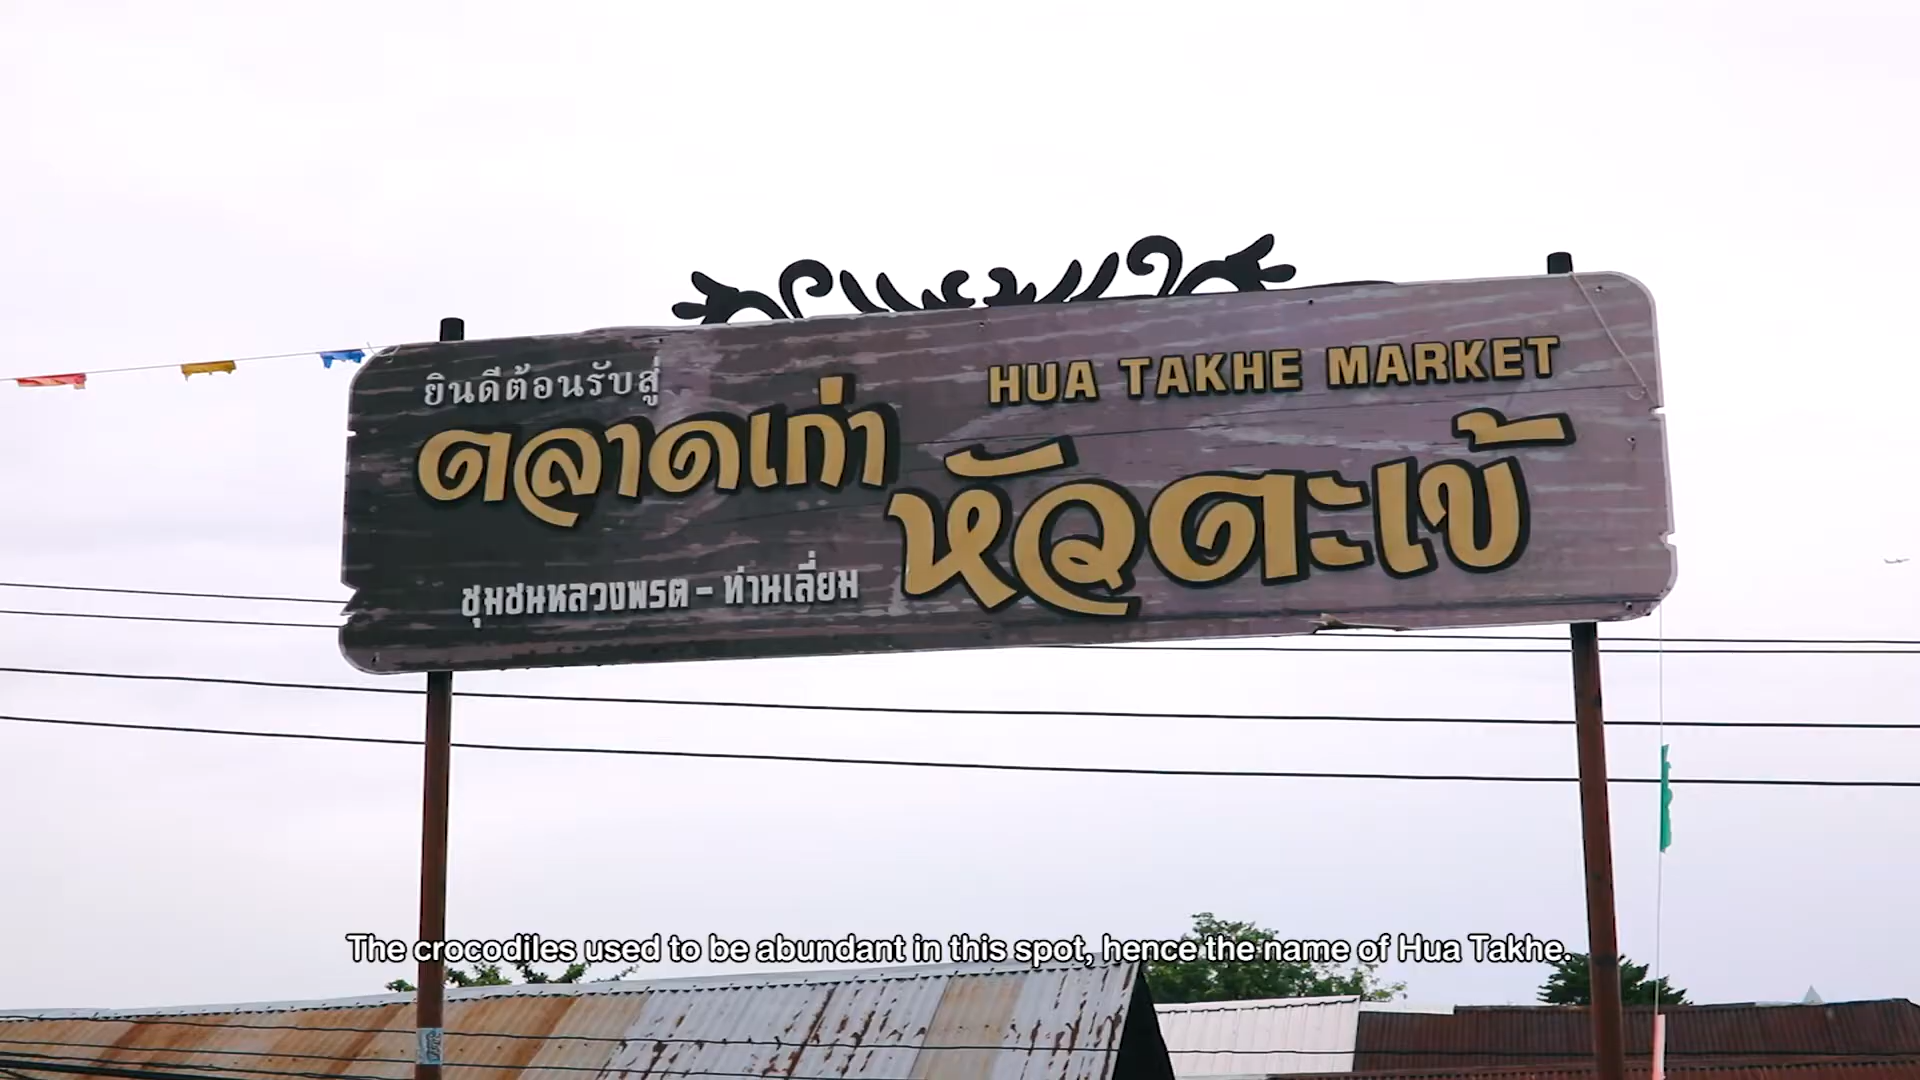 ยินดีต้อนรับสู่
ตลาดเก่า
HUA TAKHE MARKET
หัวตะเข้
ชุมชนหลวงพรต - ท่านเลี่ยม
The crocodiles used to be abundant in this spot, hence the name of Hua Takhe.